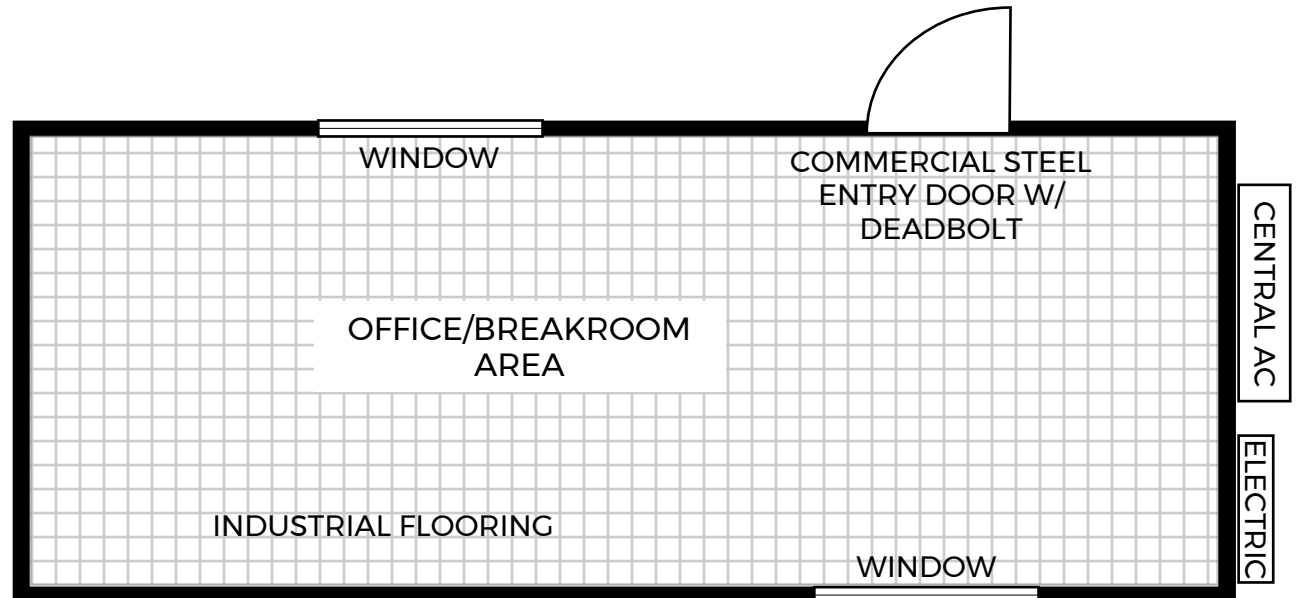 WINDOW
COMMERCIAL STEEL
ENTRY DOOR W/
DEADBOLT
CENTRAL AC
OFFICE/BREAKROOM
AREA
ELECTRIC
INDUSTRIAL FLOORING
WINDOW